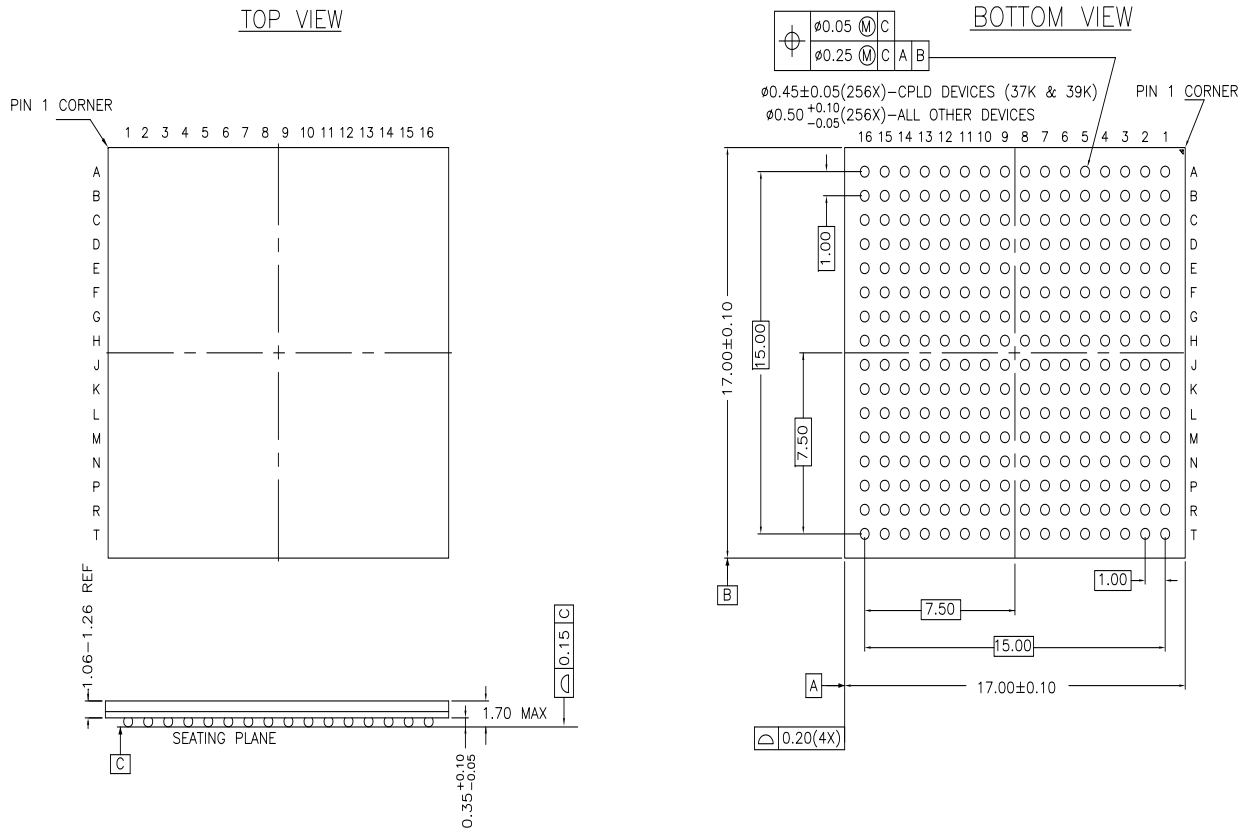 TOP VIEW
PIN 1 CORNER
1 2 3 4 5 6 7 8 9 10 11 12 13 14 15 16
A
B
C
D
E
F
G
H
J
K
L
M
N
P
R
T
1.06-1.26 REF
0.15 C
1.70 MAX
SEATING PLANE
C
0.35 +0.10 -0.05
BOTTOM VIEW
ø0.05 Ⓜ C
ø0.25 Ⓜ C A B
ø0.45±0.05(256X)-CPLD DEVICES (37K & 39K)
ø0.50 +0.10 -0.05 (256X)-ALL OTHER DEVICES
PIN 1 CORNER
16 15 14 13 12 11 10 9 8 7 6 5 4 3 2 1
A
B
C
D
E
F
G
H
J
K
L
M
N
P
R
T
1.00
17.00±0.10
15.00
7.50
B
1.00
7.50
15.00
A
17.00±0.10
0.20(4X)